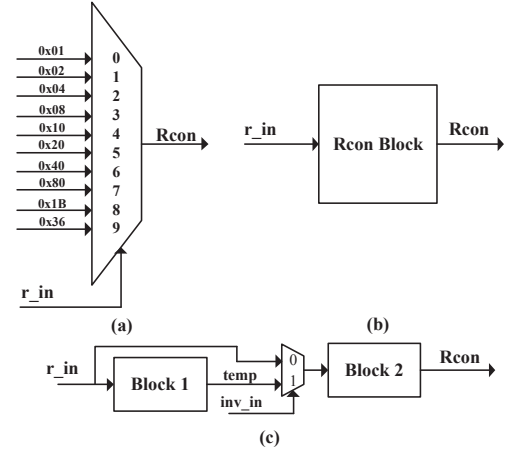 0x01
0x02
0x04
0x08
0x10
0x20
0x40
0x80
0x1B
0x36
0
1
2
3
4
5
6
7
8
9
Rcon
r_in
(a)
r_in
Rcon Block
Rcon
(b)
r_in
Block 1
temp
inv_in
0
1
Block 2
Rcon
(c)